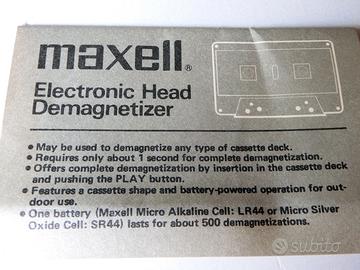 maxell®
Electronic Head
Demagnetizer
• May be used to demagnetize any type of cassette deck.
• Requires only about 1 second for complete demagnetization.
• Offers complete demagnetization by insertion in the cassette deck
and pushing the PLAY button.
• Features a cassette shape and battery-powered operation for out-
door use.
• One battery (Maxell Micro Alkaline Cell: LR44 or Micro Silver
Oxide Cell: SR44) lasts for about 500 demagnetizations.
subito